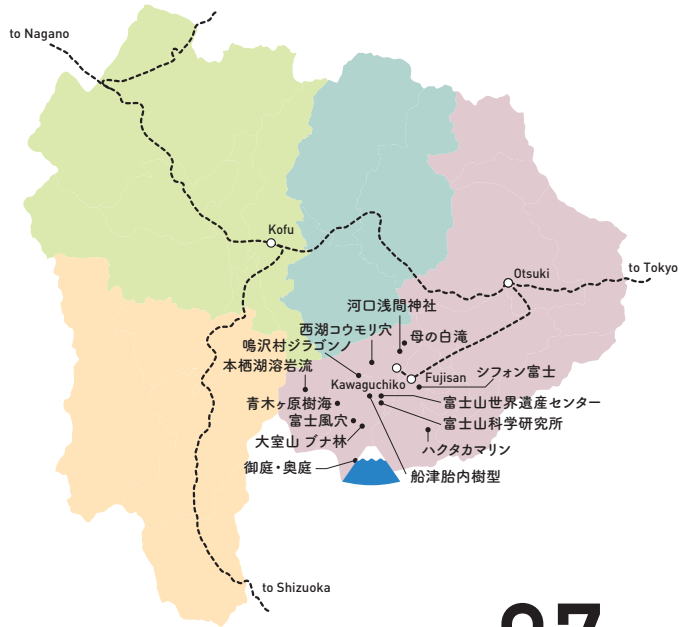 to Nagano
Kofu
to Tokyo
Otsuki
河口浅間神社
西湖コウモリ穴
母の白滝
鳴沢村ジラゴンノ
本栖湖溶岩流
シフォン富士
Fujisan
Kawaguchiko
青木ヶ原樹海
富士山世界遺産センター
富士風穴
富士山科学研究所
大室山 ブナ林
ハクタカマリン
御庭・奥庭
船津胎内樹型
to Shizuoka